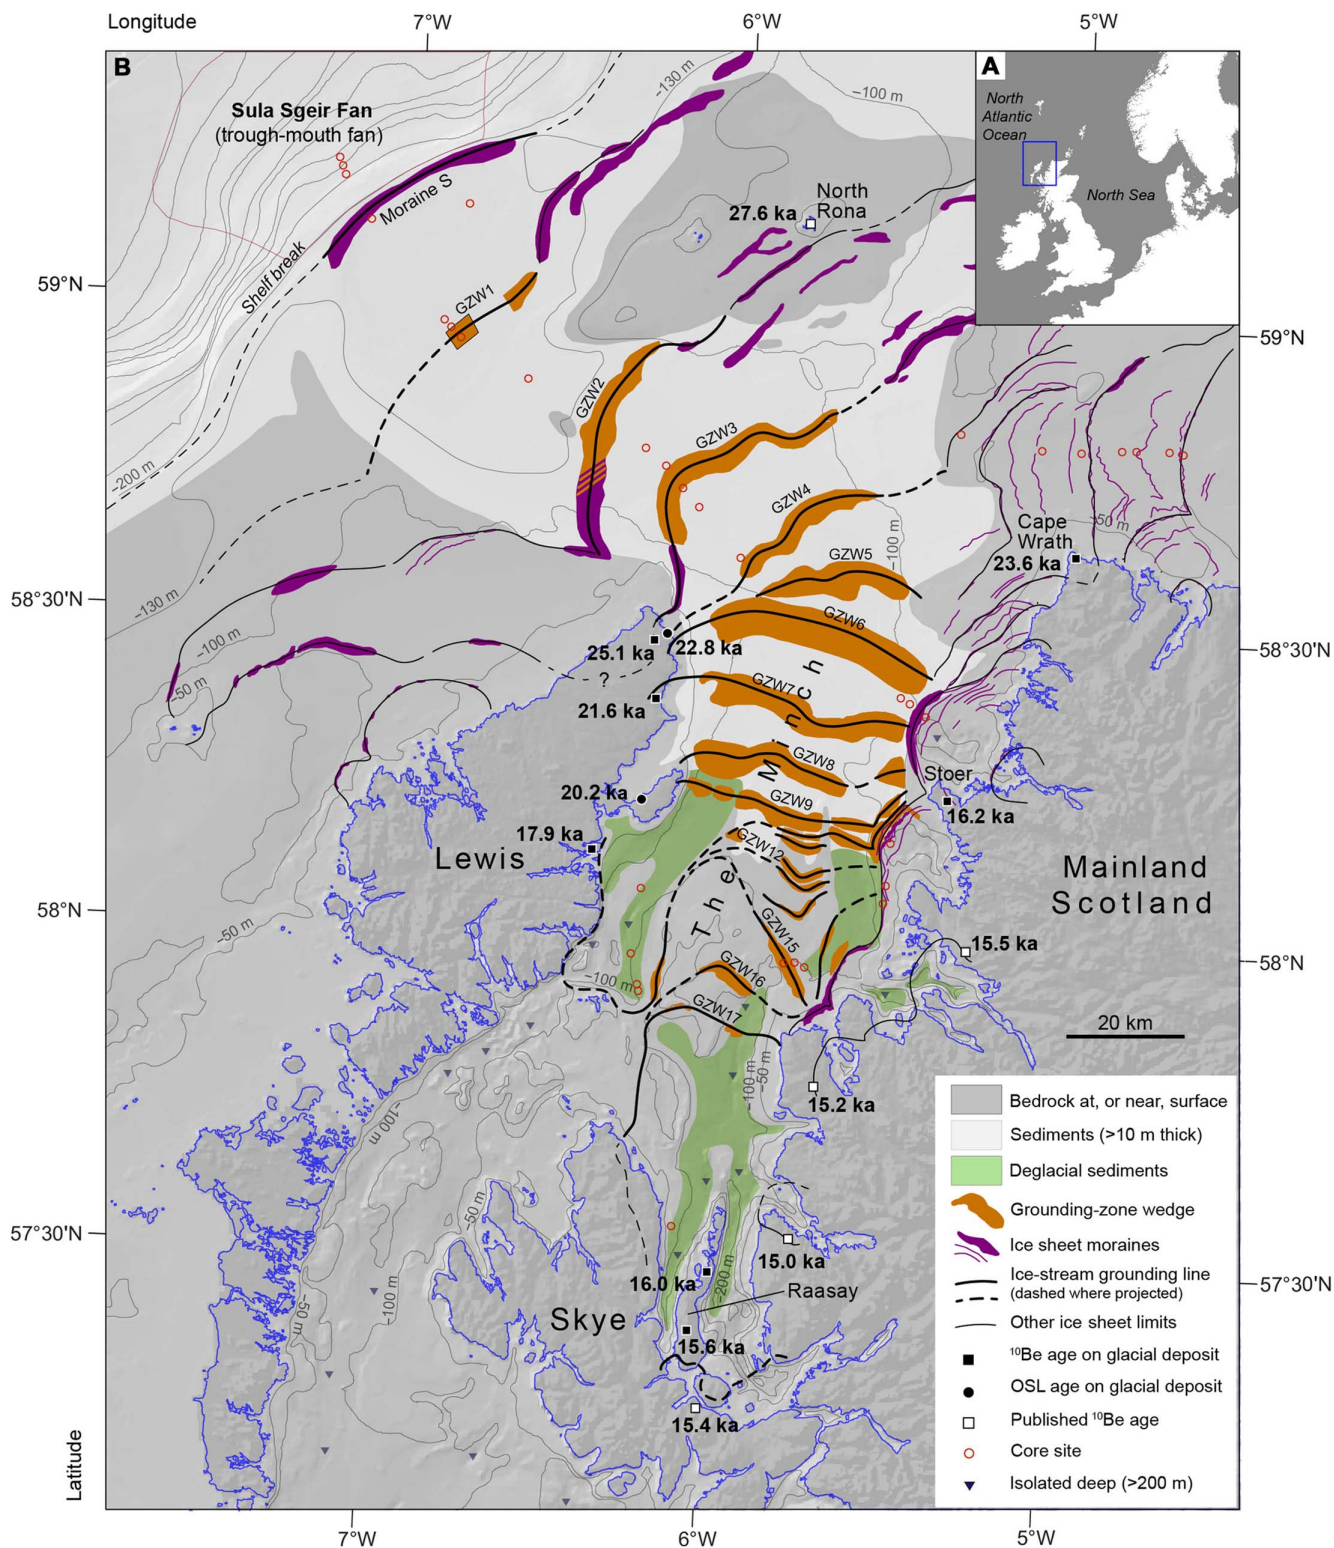 Longitude
7°W
6°W
5°W
B
A
North
Atlantic
Ocean
North Sea
Sula Sgeir Fan
(trough-mouth fan)
−130 m
−100 m
Moraine S
North
Rona
27.6 ka
Shelf break
59°N
GZW1
59°N
GZW2
GZW3
−200 m
GZW4
−50 m
Cape
Wrath
23.6 ka
−100 m
GZW5
58°30'N
−130 m
GZW6
−100 m
25.1 ka
22.8 ka
58°30'N
?
−50 m
21.6 ka
GZW7
The Minch
GZW8
Stoer
20.2 ka
GZW9
16.2 ka
17.9 ka
GZW12
Lewis
Mainland
Scotland
58°N
−50 m
GZW15
15.5 ka
58°N
−100 m
GZW16
GZW17
20 km
−100 m
−50 m
15.2 ka
−100 m
−50 m
57°30'N
15.0 ka
16.0 ka
−200 m
Raasay
57°30'N
−100 m
−50 m
Skye
15.6 ka
15.4 ka
Latitude
7°W
6°W
5°W
Bedrock at, or near, surface
Sediments (>10 m thick)
Deglacial sediments
Grounding-zone wedge
Ice sheet moraines
Ice-stream grounding line
(dashed where projected)
Other ice sheet limits
¹⁰Be age on glacial deposit
OSL age on glacial deposit
Published ¹⁰Be age
Core site
Isolated deep (>200 m)